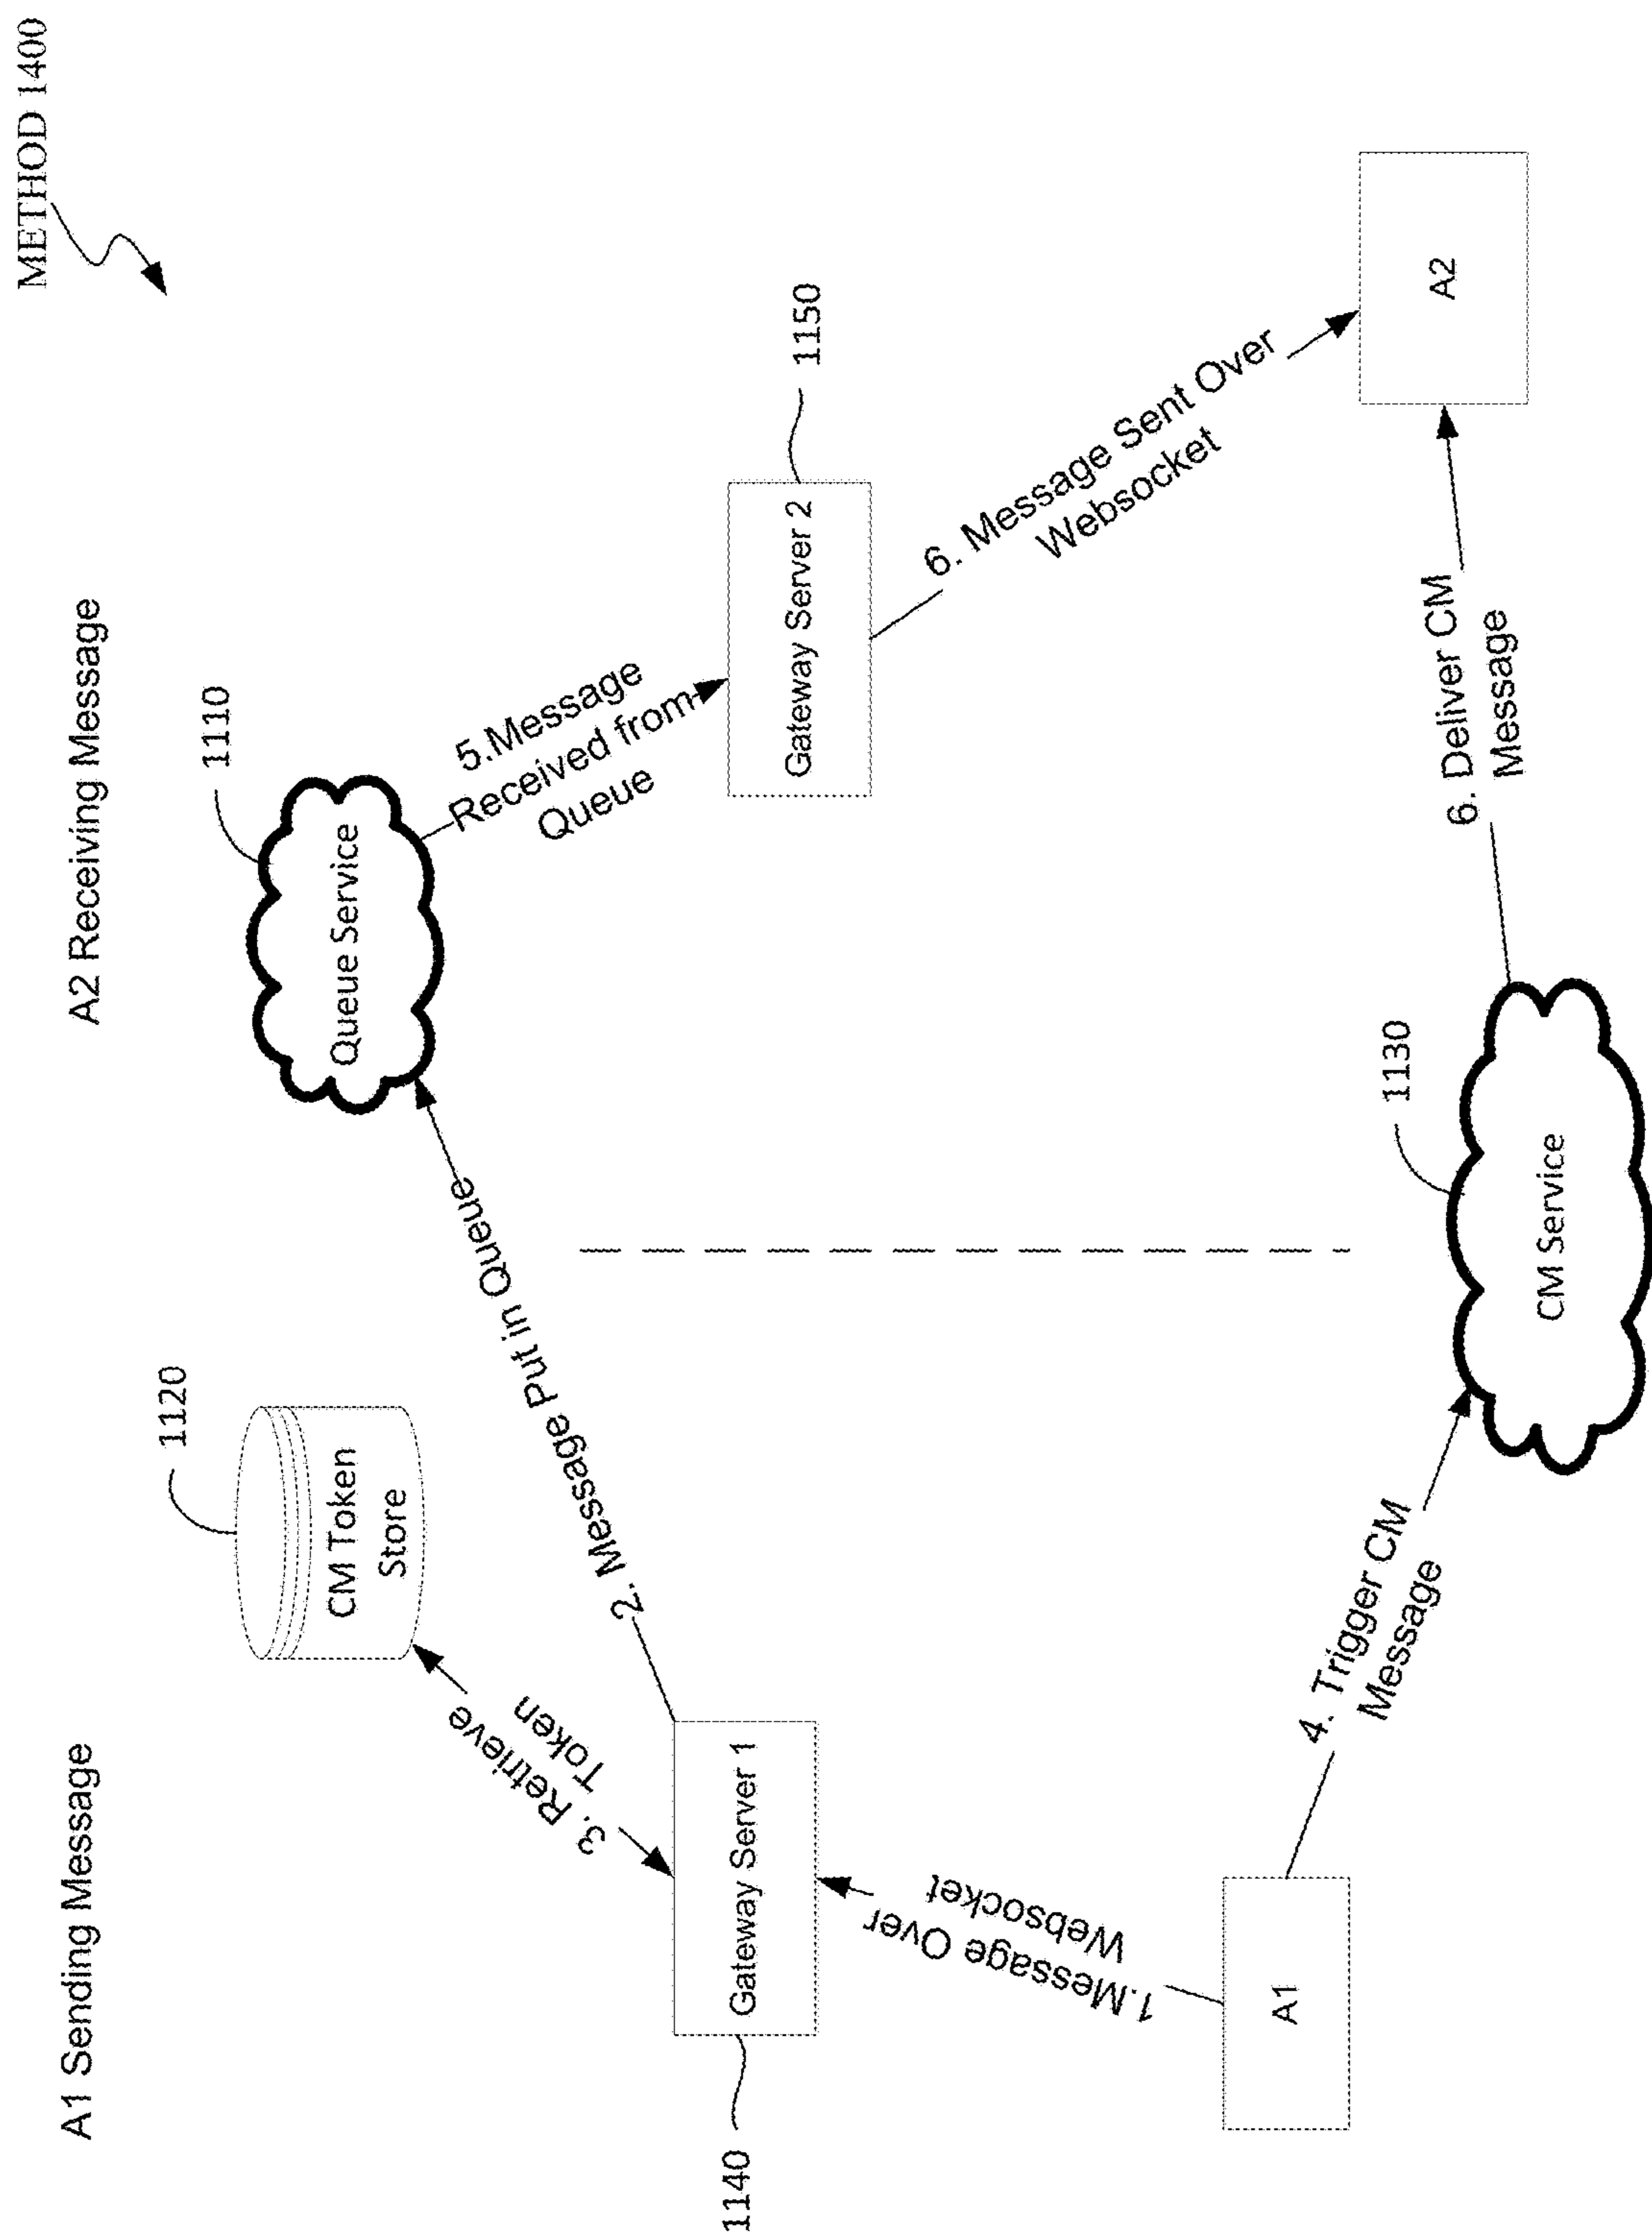 METHOD 1400
A1 Sending Message
A2 Receiving Message
1120
CM Token
Store
1110
Queue Service
3. Retrieve
Token
2. Message Put in Queue
5.Message
Received from
Queue
1140
Gateway Server 1
Gateway Server 2
1150
1.Message Over
Websocket
6. Message Sent Over
Websocket
A1
4. Trigger CM
Message
1130
CM Service
6. Deliver CM
Message
A2